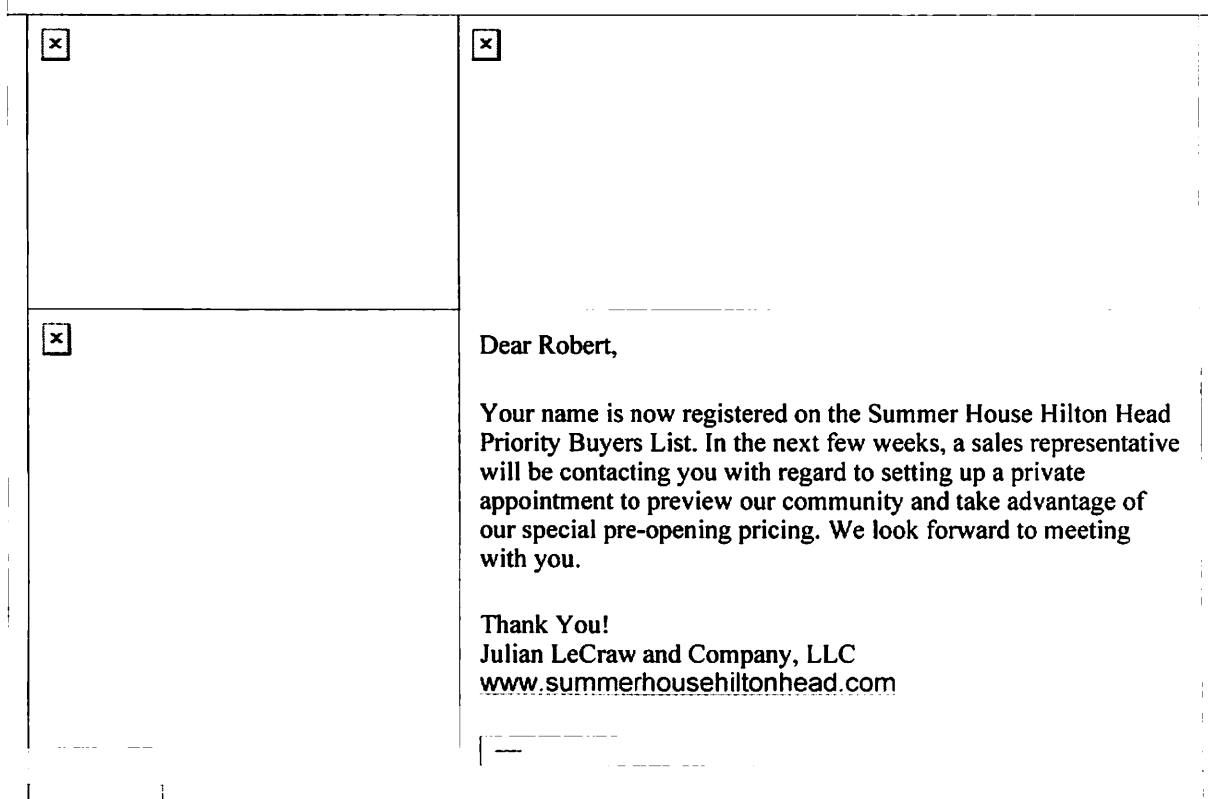 Dear Robert,
Your name is now registered on the Summer House Hilton Head
Priority Buyers List. In the next few weeks, a sales representative
will be contacting you with regard to setting up a private
appointment to preview our community and take advantage of
our special pre-opening pricing. We look forward to meeting
with you.
Thank You!
Julian LeCraw and Company, LLC
www.summerhousehiltonhead.com